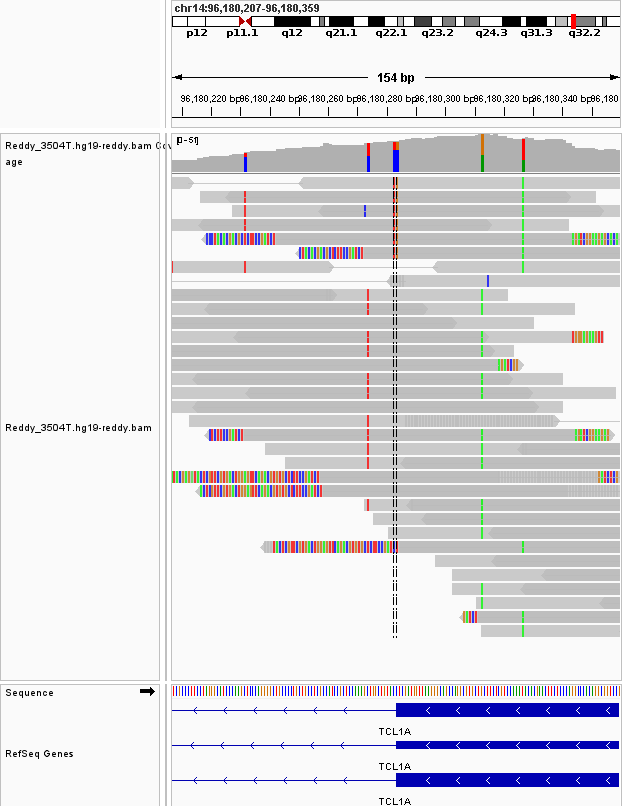 chr14:96,180,207-96,180,359
p12 p11.1 q12 q21.1 q22.1 q23.2 q24.3 q31.3 q32.2
154 bp
96,180,220 bp 96,180,240 bp 96,180,260 bp 96,180,280 bp 96,180,300 bp 96,180,320 bp 96,180,340 bp 96,180
Reddy_3504T.hg19-reddy.bam Cov
age
[0-51]
Reddy_3504T.hg19-reddy.bam
Sequence
TCL1A
RefSeq Genes
TCL1A
TCL1A